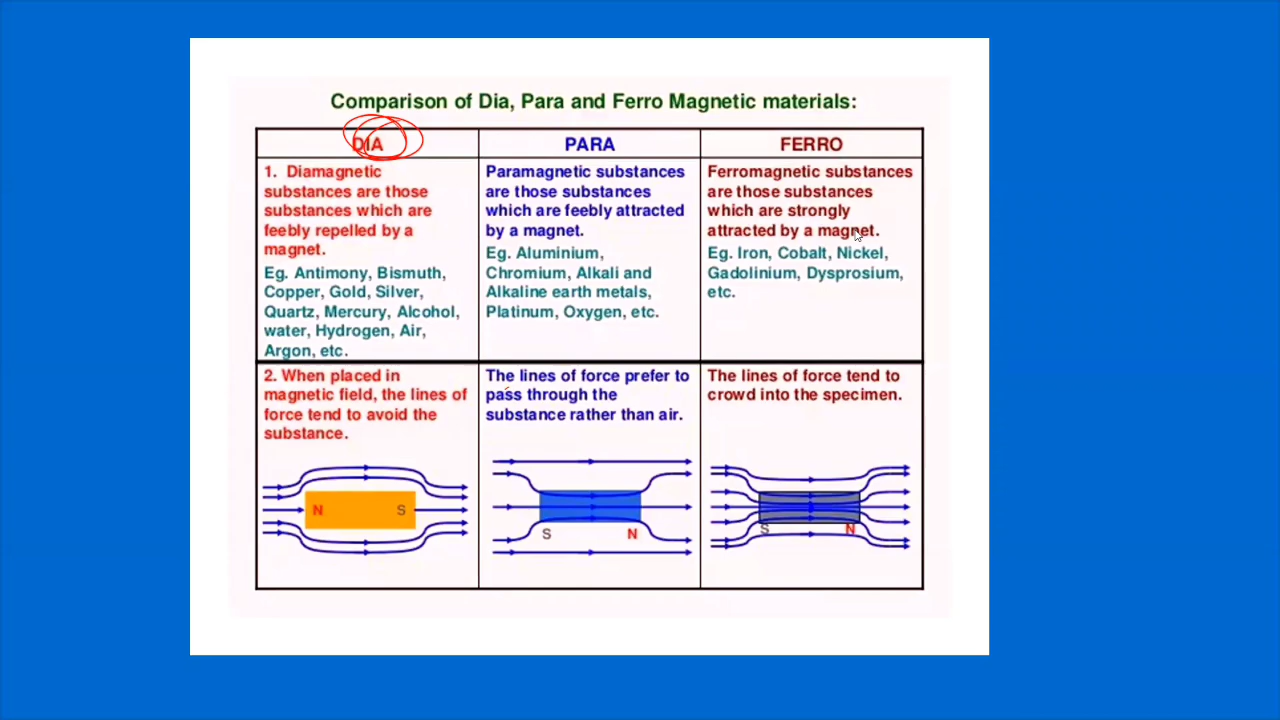 Comparison of Dia, Para and Ferro Magnetic materials:
DIA
PARA
FERRO
1. Diamagnetic
substances are those
substances which are
feebly repelled by a
magnet.
Eg. Antimony, Bismuth,
Copper, Gold, Silver,
Quartz, Mercury, Alcohol,
water, Hydrogen, Air,
Argon, etc.
Paramagnetic substances
are those substances
which are feebly attracted
by a magnet.
Eg. Aluminium,
Chromium, Alkali and
Alkaline earth metals,
Platinum, Oxygen, etc.
Ferromagnetic substances
are those substances
which are strongly
attracted by a magnet.
Eg. Iron, Cobalt, Nickel,
Gadolinium, Dysprosium,
etc.
2. When placed in
magnetic field, the lines of
force tend to avoid the
substance.
N S
The lines of force prefer to
pass through the
substance rather than air.
S N
The lines of force tend to
crowd into the specimen.
S N